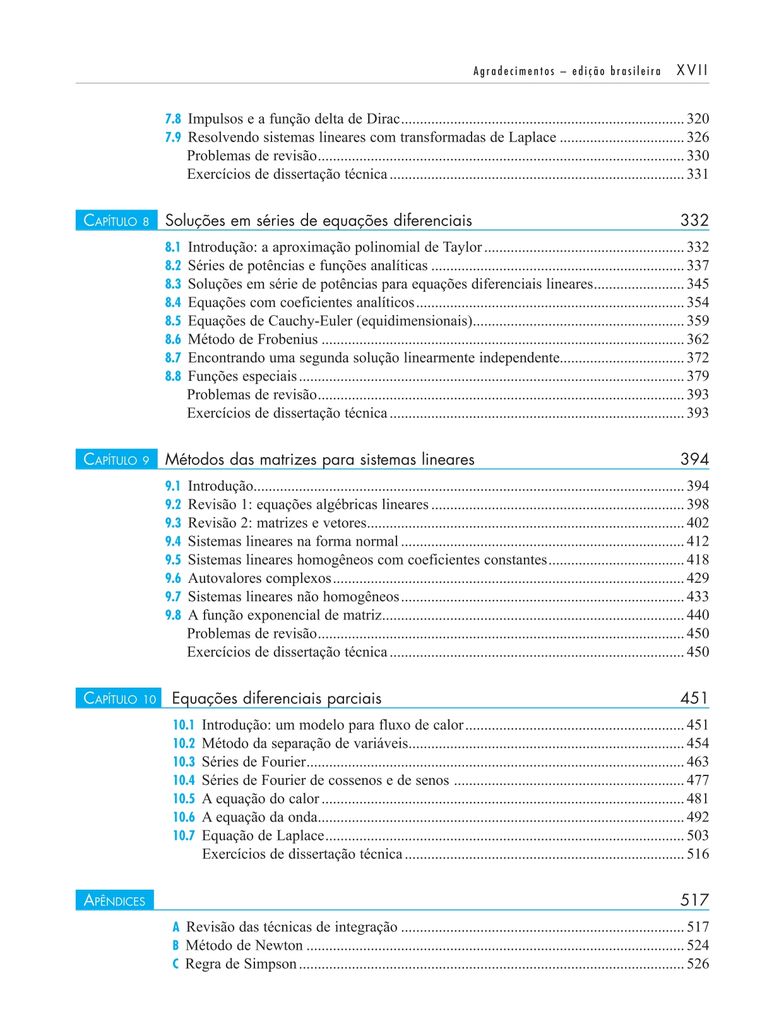 Agradecimentos – edição brasileira XVII
7.8 Impulsos e a função delta de Dirac........................................................................... 320
7.9 Resolvendo sistemas lineares com transformadas de Laplace ................................. 326
Problemas de revisão................................................................................................. 330
Exercícios de dissertação técnica .............................................................................. 331
CAPÍTULO 8 Soluções em séries de equações diferenciais 332
8.1 Introdução: a aproximação polinomial de Taylor ..................................................... 332
8.2 Séries de potências e funções analíticas ................................................................... 337
8.3 Soluções em série de potências para equações diferenciais lineares........................ 345
8.4 Equações com coeficientes analíticos ....................................................................... 354
8.5 Equações de Cauchy-Euler (equidimensionais)........................................................ 359
8.6 Método de Frobenius ................................................................................................ 362
8.7 Encontrando uma segunda solução linearmente independente................................. 372
8.8 Funções especiais ...................................................................................................... 379
Problemas de revisão................................................................................................. 393
Exercícios de dissertação técnica .............................................................................. 393
CAPÍTULO 9 Métodos das matrizes para sistemas lineares 394
9.1 Introdução.................................................................................................................. 394
9.2 Revisão 1: equações algébricas lineares ................................................................... 398
9.3 Revisão 2: matrizes e vetores.................................................................................... 402
9.4 Sistemas lineares na forma normal ........................................................................... 412
9.5 Sistemas lineares homogêneos com coeficientes constantes.................................... 418
9.6 Autovalores complexos ............................................................................................. 429
9.7 Sistemas lineares não homogêneos ........................................................................... 433
9.8 A função exponencial de matriz................................................................................ 440
Problemas de revisão................................................................................................. 450
Exercícios de dissertação técnica .............................................................................. 450
CAPÍTULO 10 Equações diferenciais parciais 451
10.1 Introdução: um modelo para fluxo de calor .......................................................... 451
10.2 Método da separação de variáveis......................................................................... 454
10.3 Séries de Fourier.................................................................................................... 463
10.4 Séries de Fourier de cossenos e de senos ............................................................. 477
10.5 A equação do calor ................................................................................................ 481
10.6 A equação da onda................................................................................................. 492
10.7 Equação de Laplace............................................................................................... 503
Exercícios de dissertação técnica .......................................................................... 516
APÊNDICES 517
A Revisão das técnicas de integração ........................................................................... 517
B Método de Newton .................................................................................................... 524
C Regra de Simpson ...................................................................................................... 526